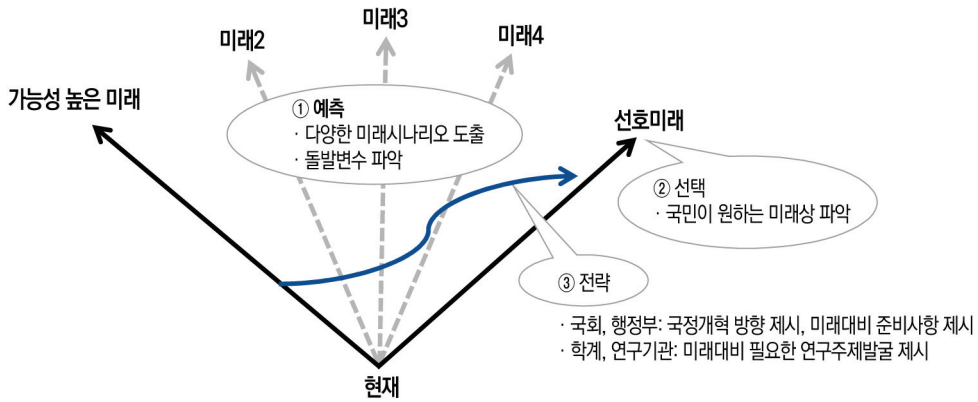 미래3
미래2
미래4
가능성 높은 미래
① 예측
· 다양한 미래시나리오 도출
· 돌발변수 파악
선호미래
② 선택
· 국민이 원하는 미래상 파악
③ 전략
· 국회, 행정부: 국정개혁 방향 제시, 미래대비 준비사항 제시
· 학계, 연구기관: 미래대비 필요한 연구주제발굴 제시
현재